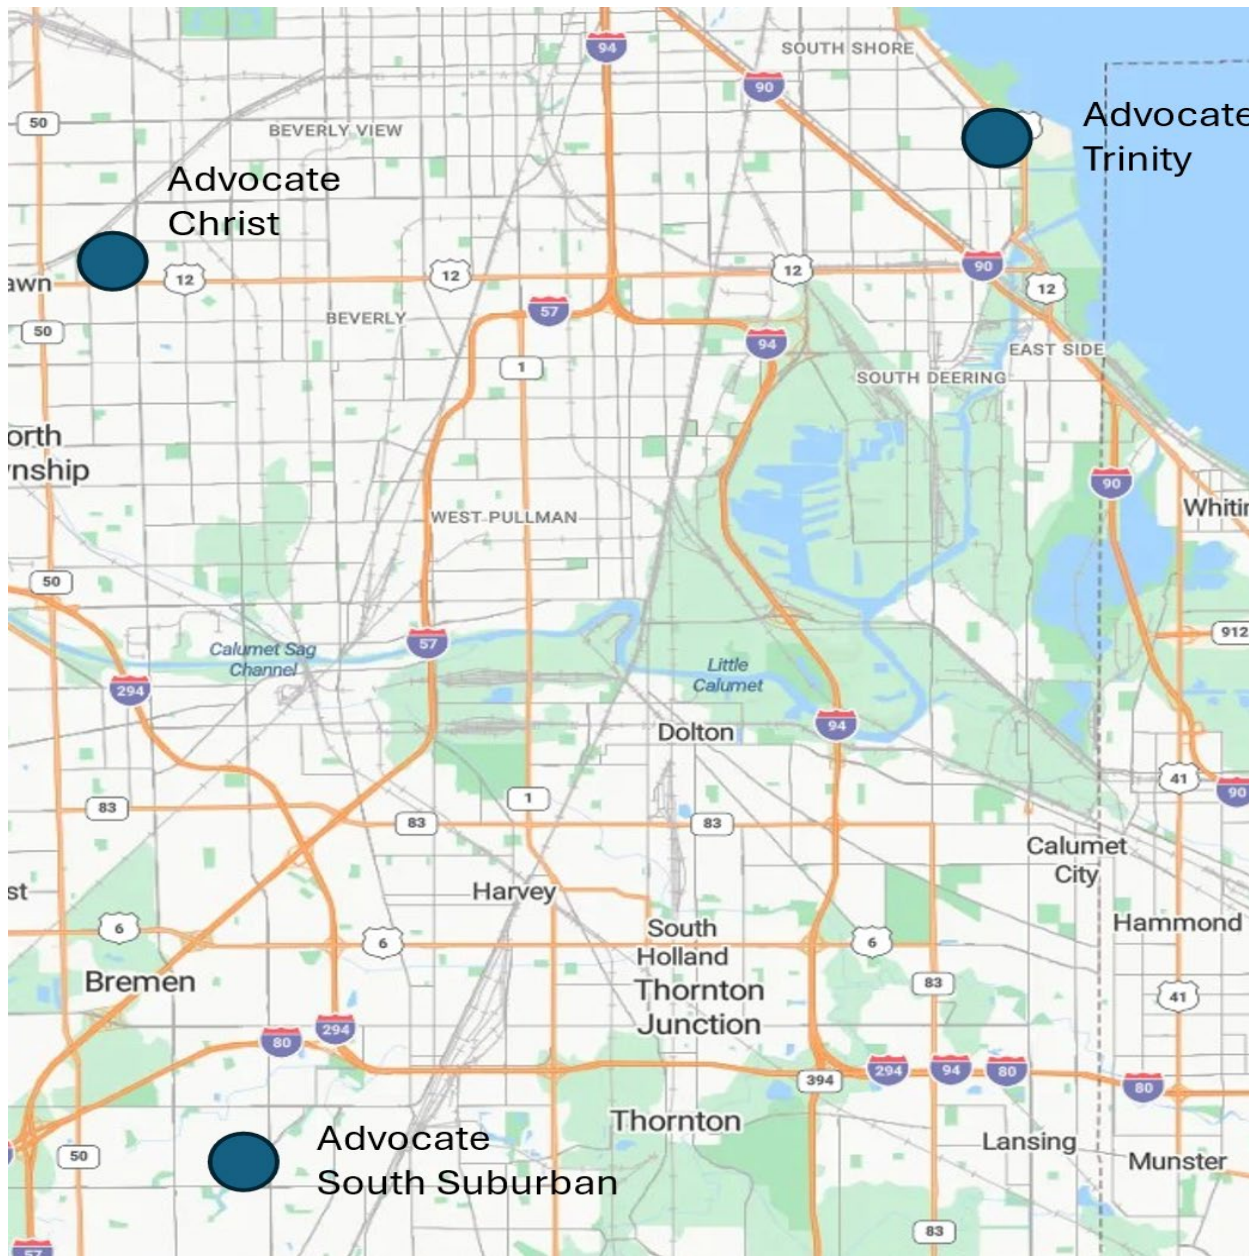 94
SOUTH SHORE
90
50
BEVERLY VIEW
Advocate
Trinity
Advocate
Christ
awn
12
12
12
90
12
50
BEVERLY
57
94
EAST SIDE
1
SOUTH DEERING
orth
nship
90
WEST PULLMAN
Whitin
50
Calumet Sag
Channel
57
912
294
Little
Calumet
Dolton
94
41
90
83
1
83
83
Calumet
City
st
Harvey
6
6
South
Holland
6
Hammond
Bremen
Thornton
Junction
83
41
80
294
394
294
94
80
80
Thornton
Advocate
South Suburban
50
Lansing
Munster
83
57